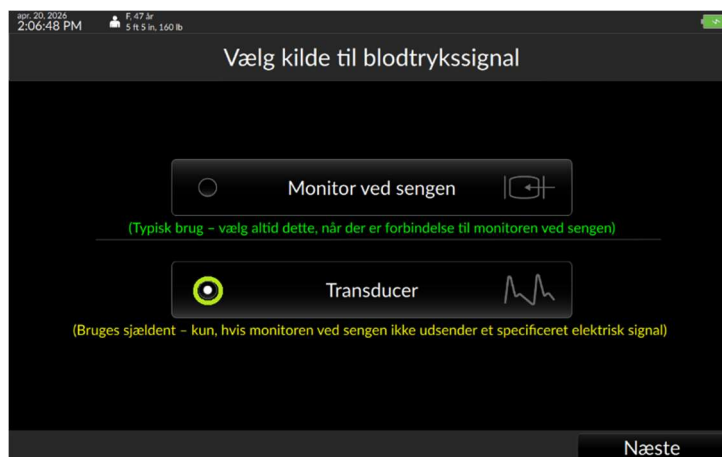 apr. 20, 2026
2:06:48 PM
F, 47 år
5 ft 5 in, 160 lb
Vælg kilde til blodtrykssignal
Monitor ved sengen
(Typisk brug – vælg altid dette, når der er forbindelse til monitoren ved sengen)
Transducer
(Bruges sjældent – kun, hvis monitoren ved sengen ikke udsender et specificeret elektrisk signal)
Næste